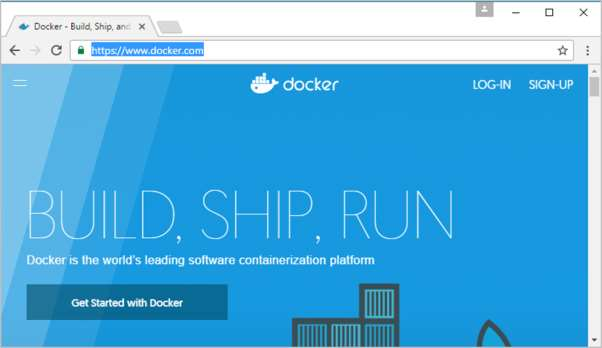 Docker - Build, Ship, and
https://www.docker.com
docker
LOG-IN
SIGN-UP
BUILD, SHIP, RUN
Docker is the world's leading software containerization platform
Get Started with Docker